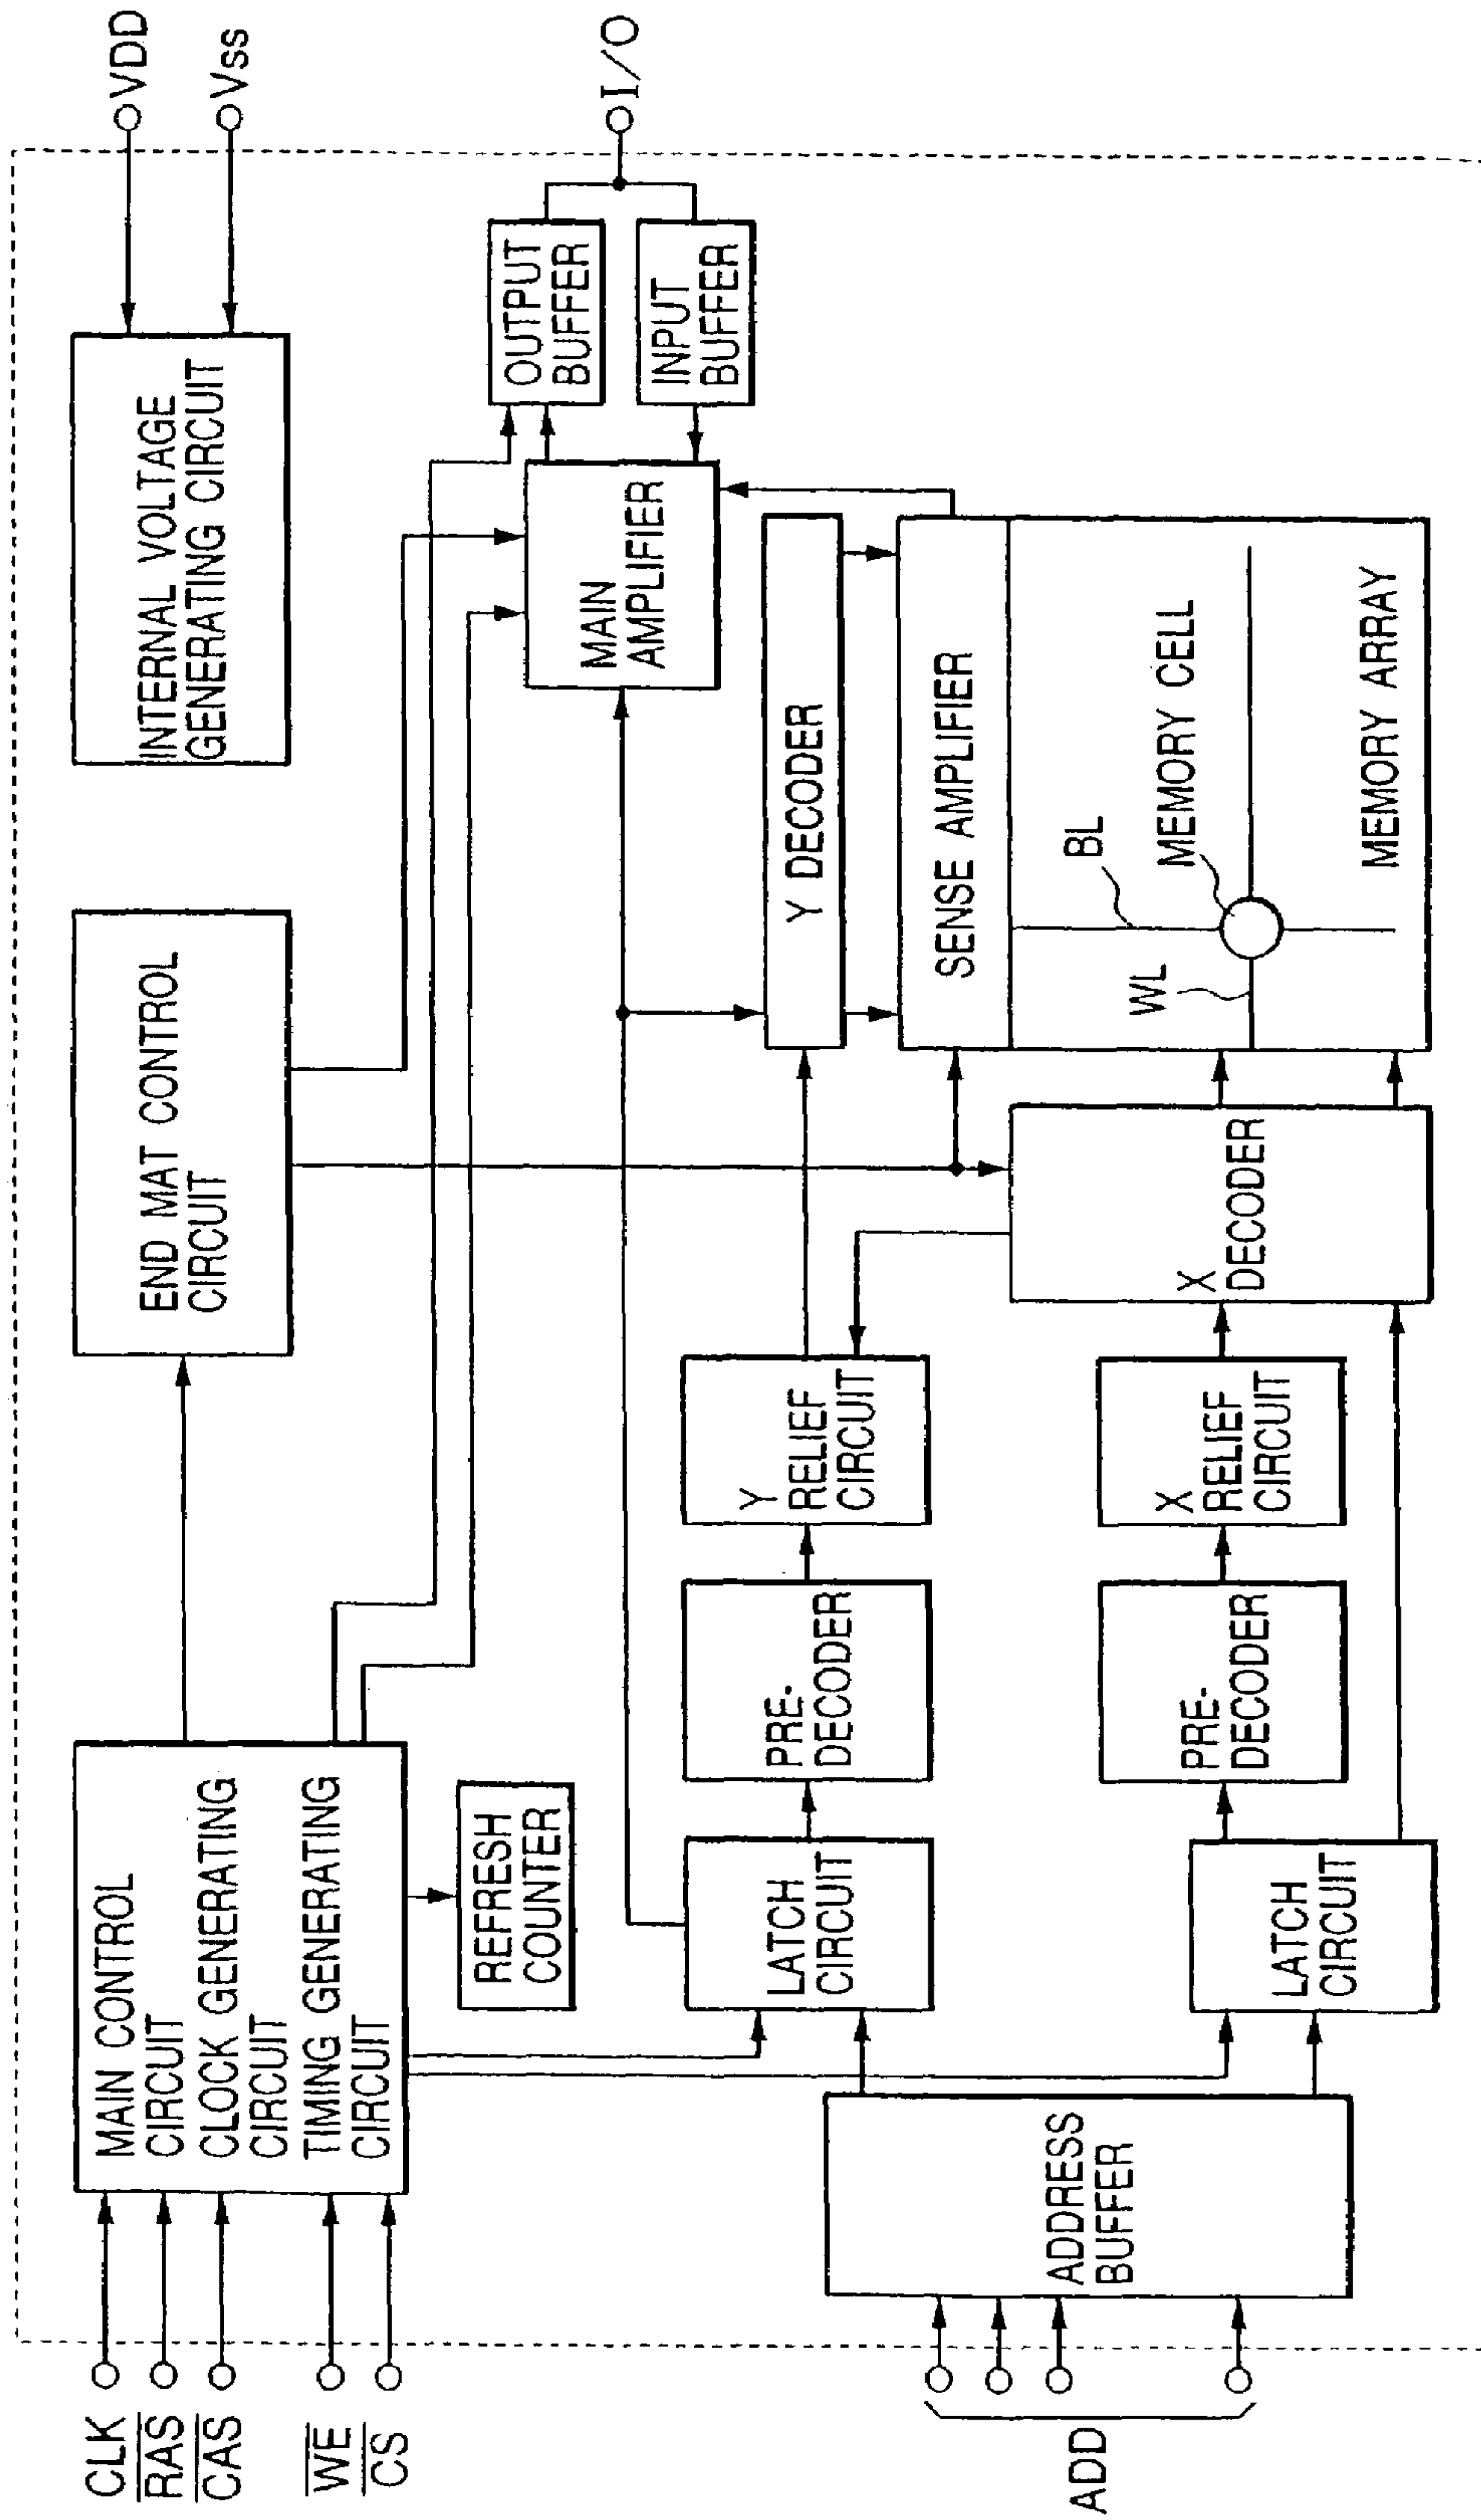 CLK
RAS
CAS
WE
CS
MAIN CONTROL
CIRCUIT
CLOCK GENERATING
CIRCUIT
TIMING GENERATING
CIRCUIT
END MAT CONTROL
CIRCUIT
INTERNAL VOLTAGE
GENERATING CIRCUIT
VDD
Vss
REFRESH
COUNTER
MAIN
AMPLIFIER
OUTPUT
BUFFER
INPUT
BUFFER
I/O
LATCH
CIRCUIT
PRE-
DECODER
Y
RELIEF
CIRCUIT
Y DECODER
SENSE AMPLIFIER
ADD
ADDRESS
BUFFER
LATCH
CIRCUIT
PRE-
DECODER
X
RELIEF
CIRCUIT
X
DECODER
WL
BL
MEMORY CELL
MEMORY ARRAY